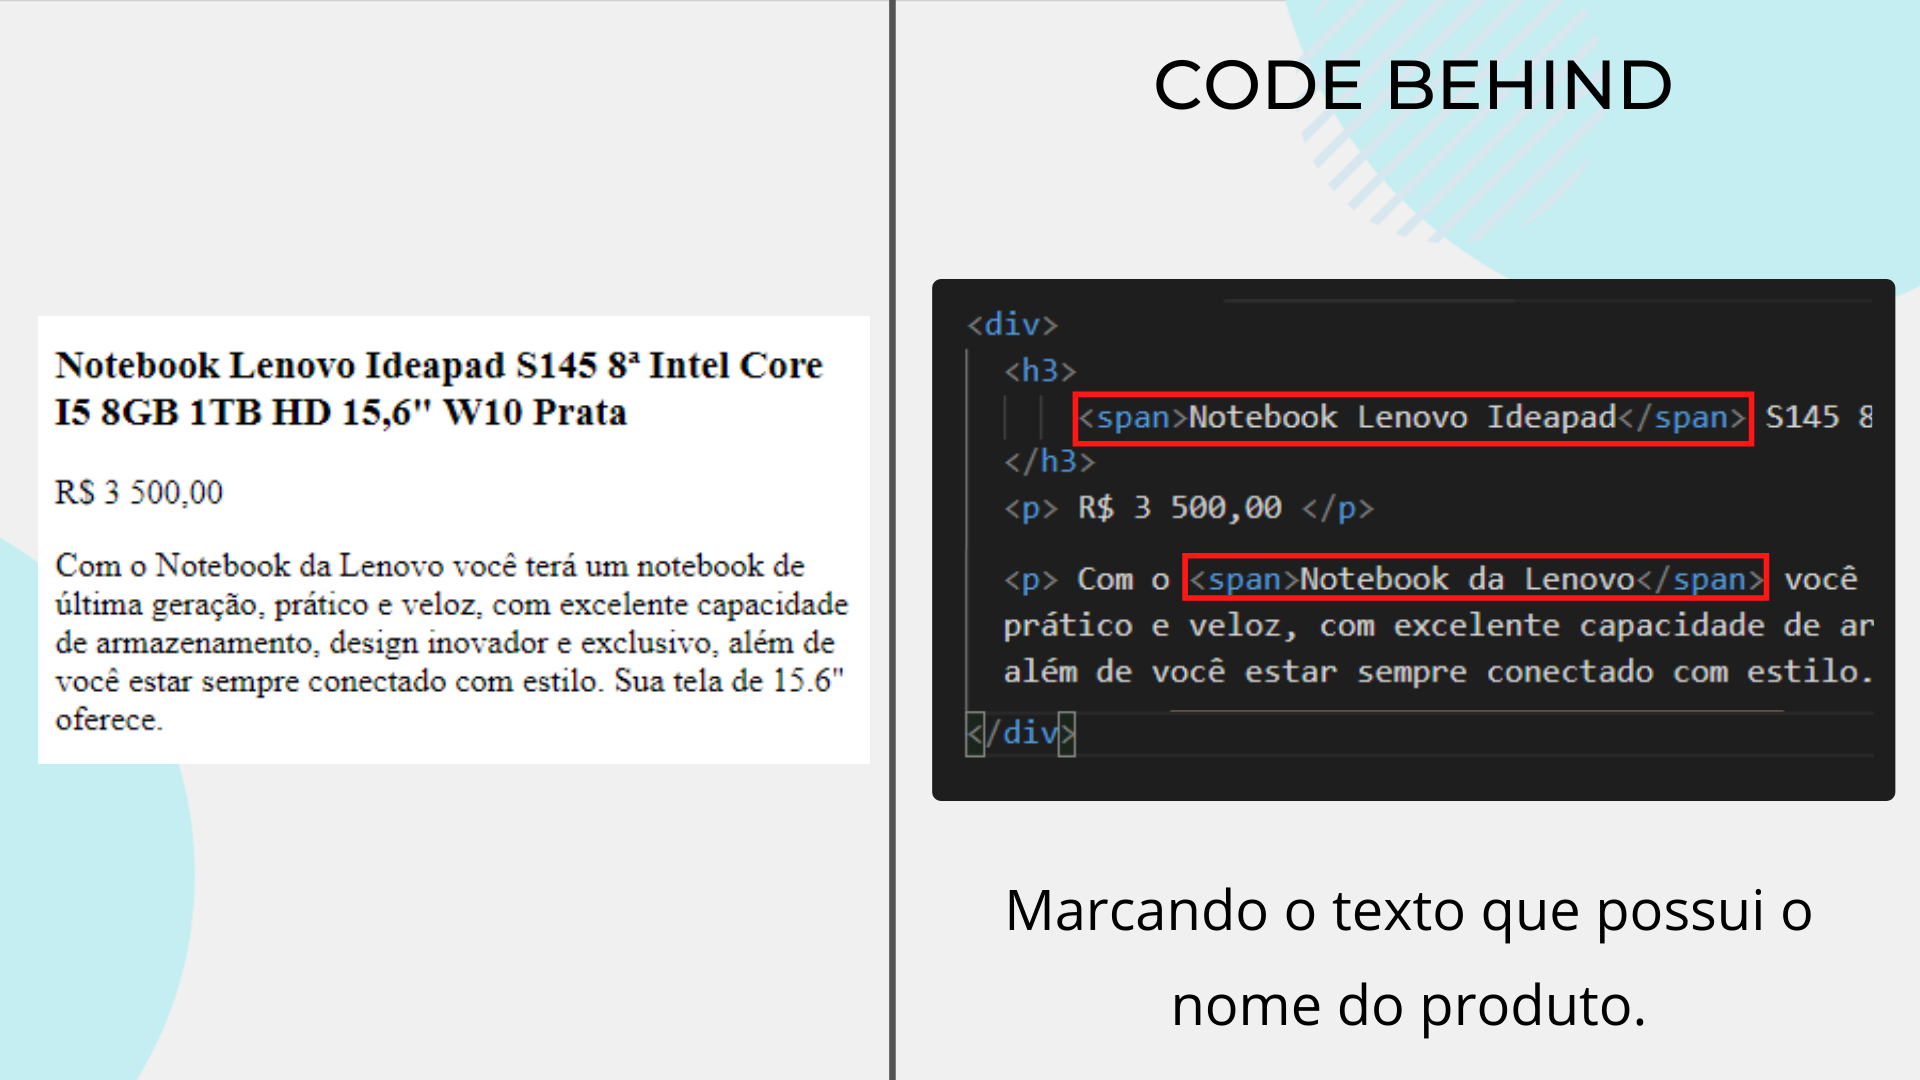 Notebook Lenovo Ideapad S145 8ª Intel Core
I5 8GB 1TB HD 15,6" W10 Prata
R$ 3 500,00
Com o Notebook da Lenovo você terá um notebook de
última geração, prático e veloz, com excelente capacidade
de armazenamento, design inovador e exclusivo, além de
você estar sempre conectado com estilo. Sua tela de 15.6"
oferece.
CODE BEHIND
<div>
<h3>
<span>Notebook Lenovo Ideapad</span> S145 8
</h3>
<p> R$ 3 500,00 </p>
<p> Com o <span>Notebook da Lenovo</span> você
prático e veloz, com excelente capacidade de ar
além de você estar sempre conectado com estilo.
</div>
Marcando o texto que possui o
nome do produto.